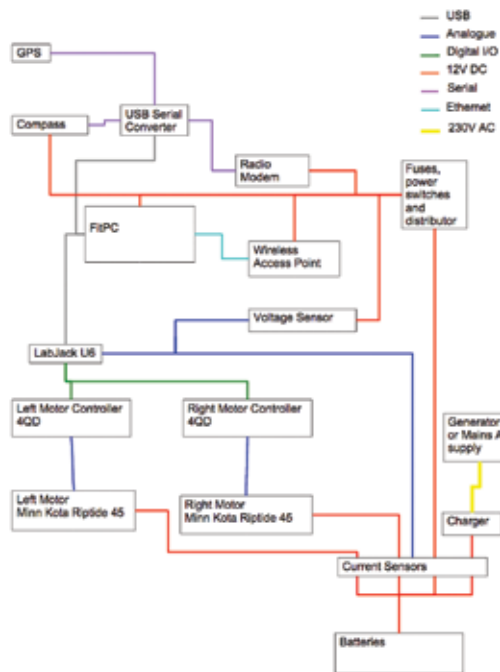 USB
Analogue
Digital I/O
12V DC
Serial
Ethernet
230V AC
GPS
Compass
USB Serial
Converter
Radio
Modem
Fuses,
power
switches
and
distributor
FitPC
Wireless
Access Point
Voltage Sensor
LabJack U6
Left Motor Controller
4QD
Right Motor Controller
4QD
Generator
or Mains A
supply
Left Motor
Minn Kota Riptide 45
Right Motor
Minn Kota Riptide 45
Charger
Current Sensors
Batteries